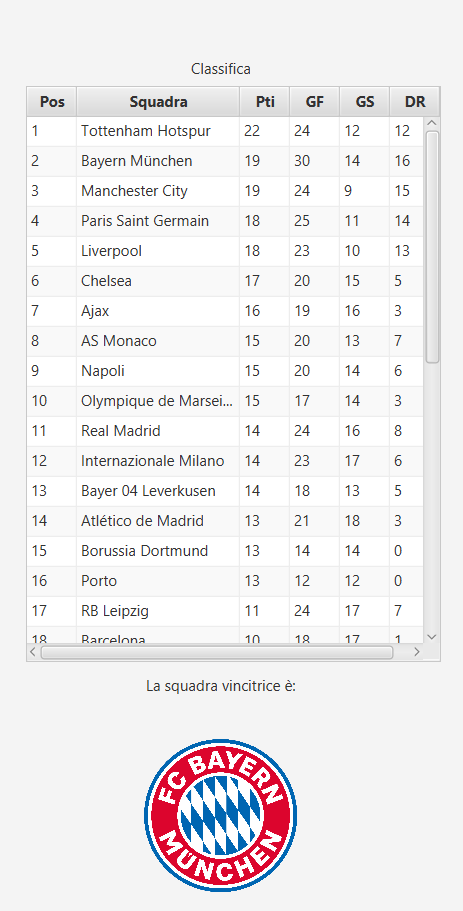 Classifica
Pos Squadra Pti GF GS DR
1 Tottenham Hotspur 22 24 12 12
2 Bayern München 19 30 14 16
3 Manchester City 19 24 9 15
4 Paris Saint Germain 18 25 11 14
5 Liverpool 18 23 10 13
6 Chelsea 17 20 15 5
7 Ajax 16 19 16 3
8 AS Monaco 15 20 13 7
9 Napoli 15 20 14 6
10 Olympique de Marsei... 15 17 14 3
11 Real Madrid 14 24 16 8
12 Internazionale Milano 14 23 17 6
13 Bayer 04 Leverkusen 14 18 13 5
14 Atlético de Madrid 13 21 18 3
15 Borussia Dortmund 13 14 14 0
16 Porto 13 12 12 0
17 RB Leipzig 11 24 17 7
18 Barcelona 10 18 17 1
La squadra vincitrice è:
FC BAYERN
MÜNCHEN